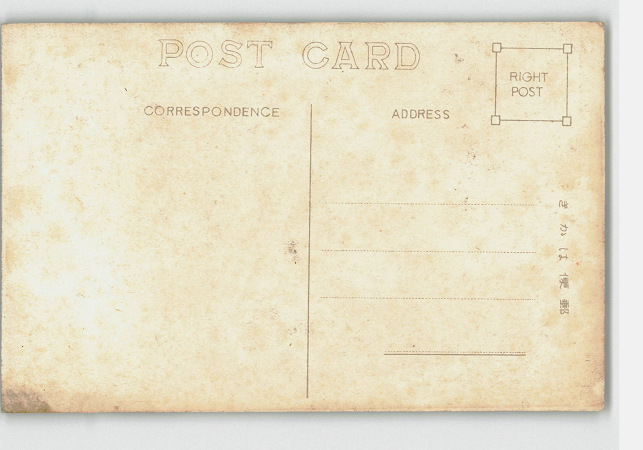 POST CARD
CORRESPONDENCE
ADDRESS
RIGHT
POST
きかは便郵